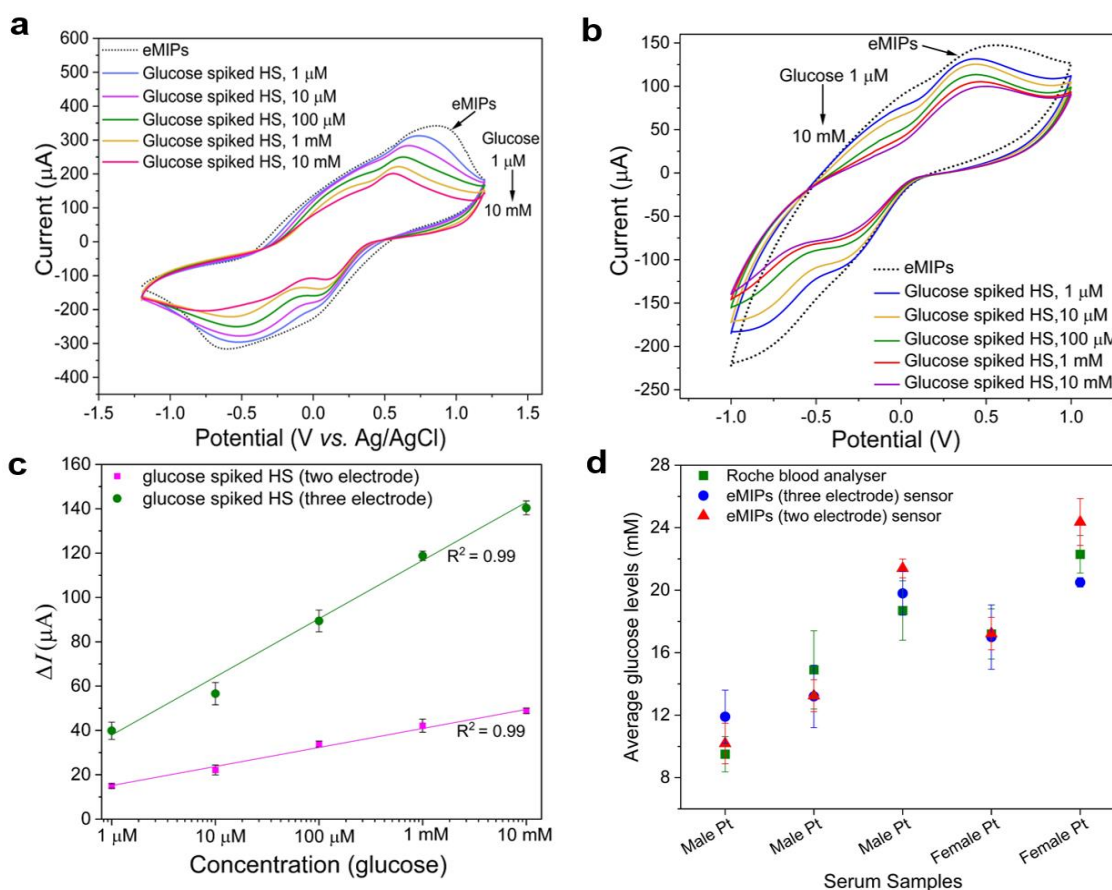 a
600
500
400
300
200
100
0
-100
-200
-300
-400
-450
Current (µA)
eMIPs
Glucose spiked HS, 1 µM
Glucose spiked HS, 10 µM
Glucose spiked HS, 100 µM
Glucose spiked HS, 1 mM
Glucose spiked HS, 10 mM
eMIPs
Glucose
1 µM
10 mM
-1.5 -1.0 -0.5 0.0 0.5 1.0 1.5
Potential (V vs. Ag/AgCl)
b
150
100
50
0
-50
-100
-150
-200
-250
Current (µA)
eMIPs
Glucose 1 µM
10 mM
eMIPs
Glucose spiked HS, 1 µM
Glucose spiked HS,10 µM
Glucose spiked HS,100 µM
Glucose spiked HS,1 mM
Glucose spiked HS, 10 mM
-1.0 -0.5 0.0 0.5 1.0
Potential (V)
c
160
140
120
100
80
60
40
20
0
ΔI (µA)
glucose spiked HS (two electrode)
glucose spiked HS (three electrode)
R² = 0.99
R² = 0.99
1 µM 10 µM 100 µM 1 mM 10 mM
Concentration (glucose)
d
28
24
20
16
12
8
Average glucose levels (mM)
Roche blood analyser
eMIPs (three electrode) sensor
eMIPs (two electrode) sensor
Male Pt Male Pt Male Pt Female Pt Female Pt
Serum Samples